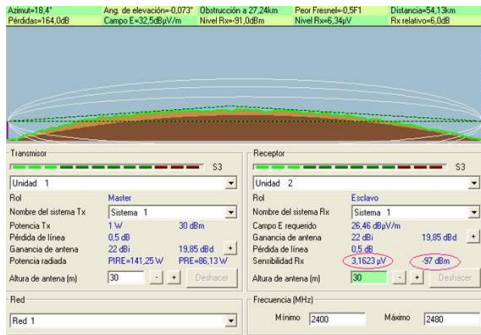 Azimut=18,4° Ang. de elevación=-0,073° Obstrucción a 27,24km Peor Fresnel=-0,5F1 Distancia=54,13km
Pérdidas=164,0dB Campo E=32,5dBµV/m Nivel Rx=-91,0dBm Nivel Rx=6,34µV Rx relativo=6,0dB
Transmisor
S3
Unidad 1
Rol Master
Nombre del sistema Tx Sistema 1
Potencia Tx 1 W 30 dBm
Pérdida de línea 0,5 dB
Ganancia de antena 22 dBi 19,85 dBd +
Potencia radiada PIRE=141,25 W PRE=86,13 W
Altura de antena (m) 30 - + Deshacer
Red
Red 1
Receptor
S3
Unidad 2
Rol Esclavo
Nombre del sistema Rx Sistema 1
Campo E requerido 26,46 dBµV/m
Ganancia de antena 22 dBi 19,85 dBd +
Pérdida de línea 0,5 dB
Sensibilidad Rx 3,1623 µV -97 dBm
Altura de antena (m) 30 - + Deshacer
Frecuencia (MHz)
Mínimo 2400 Máximo 2480